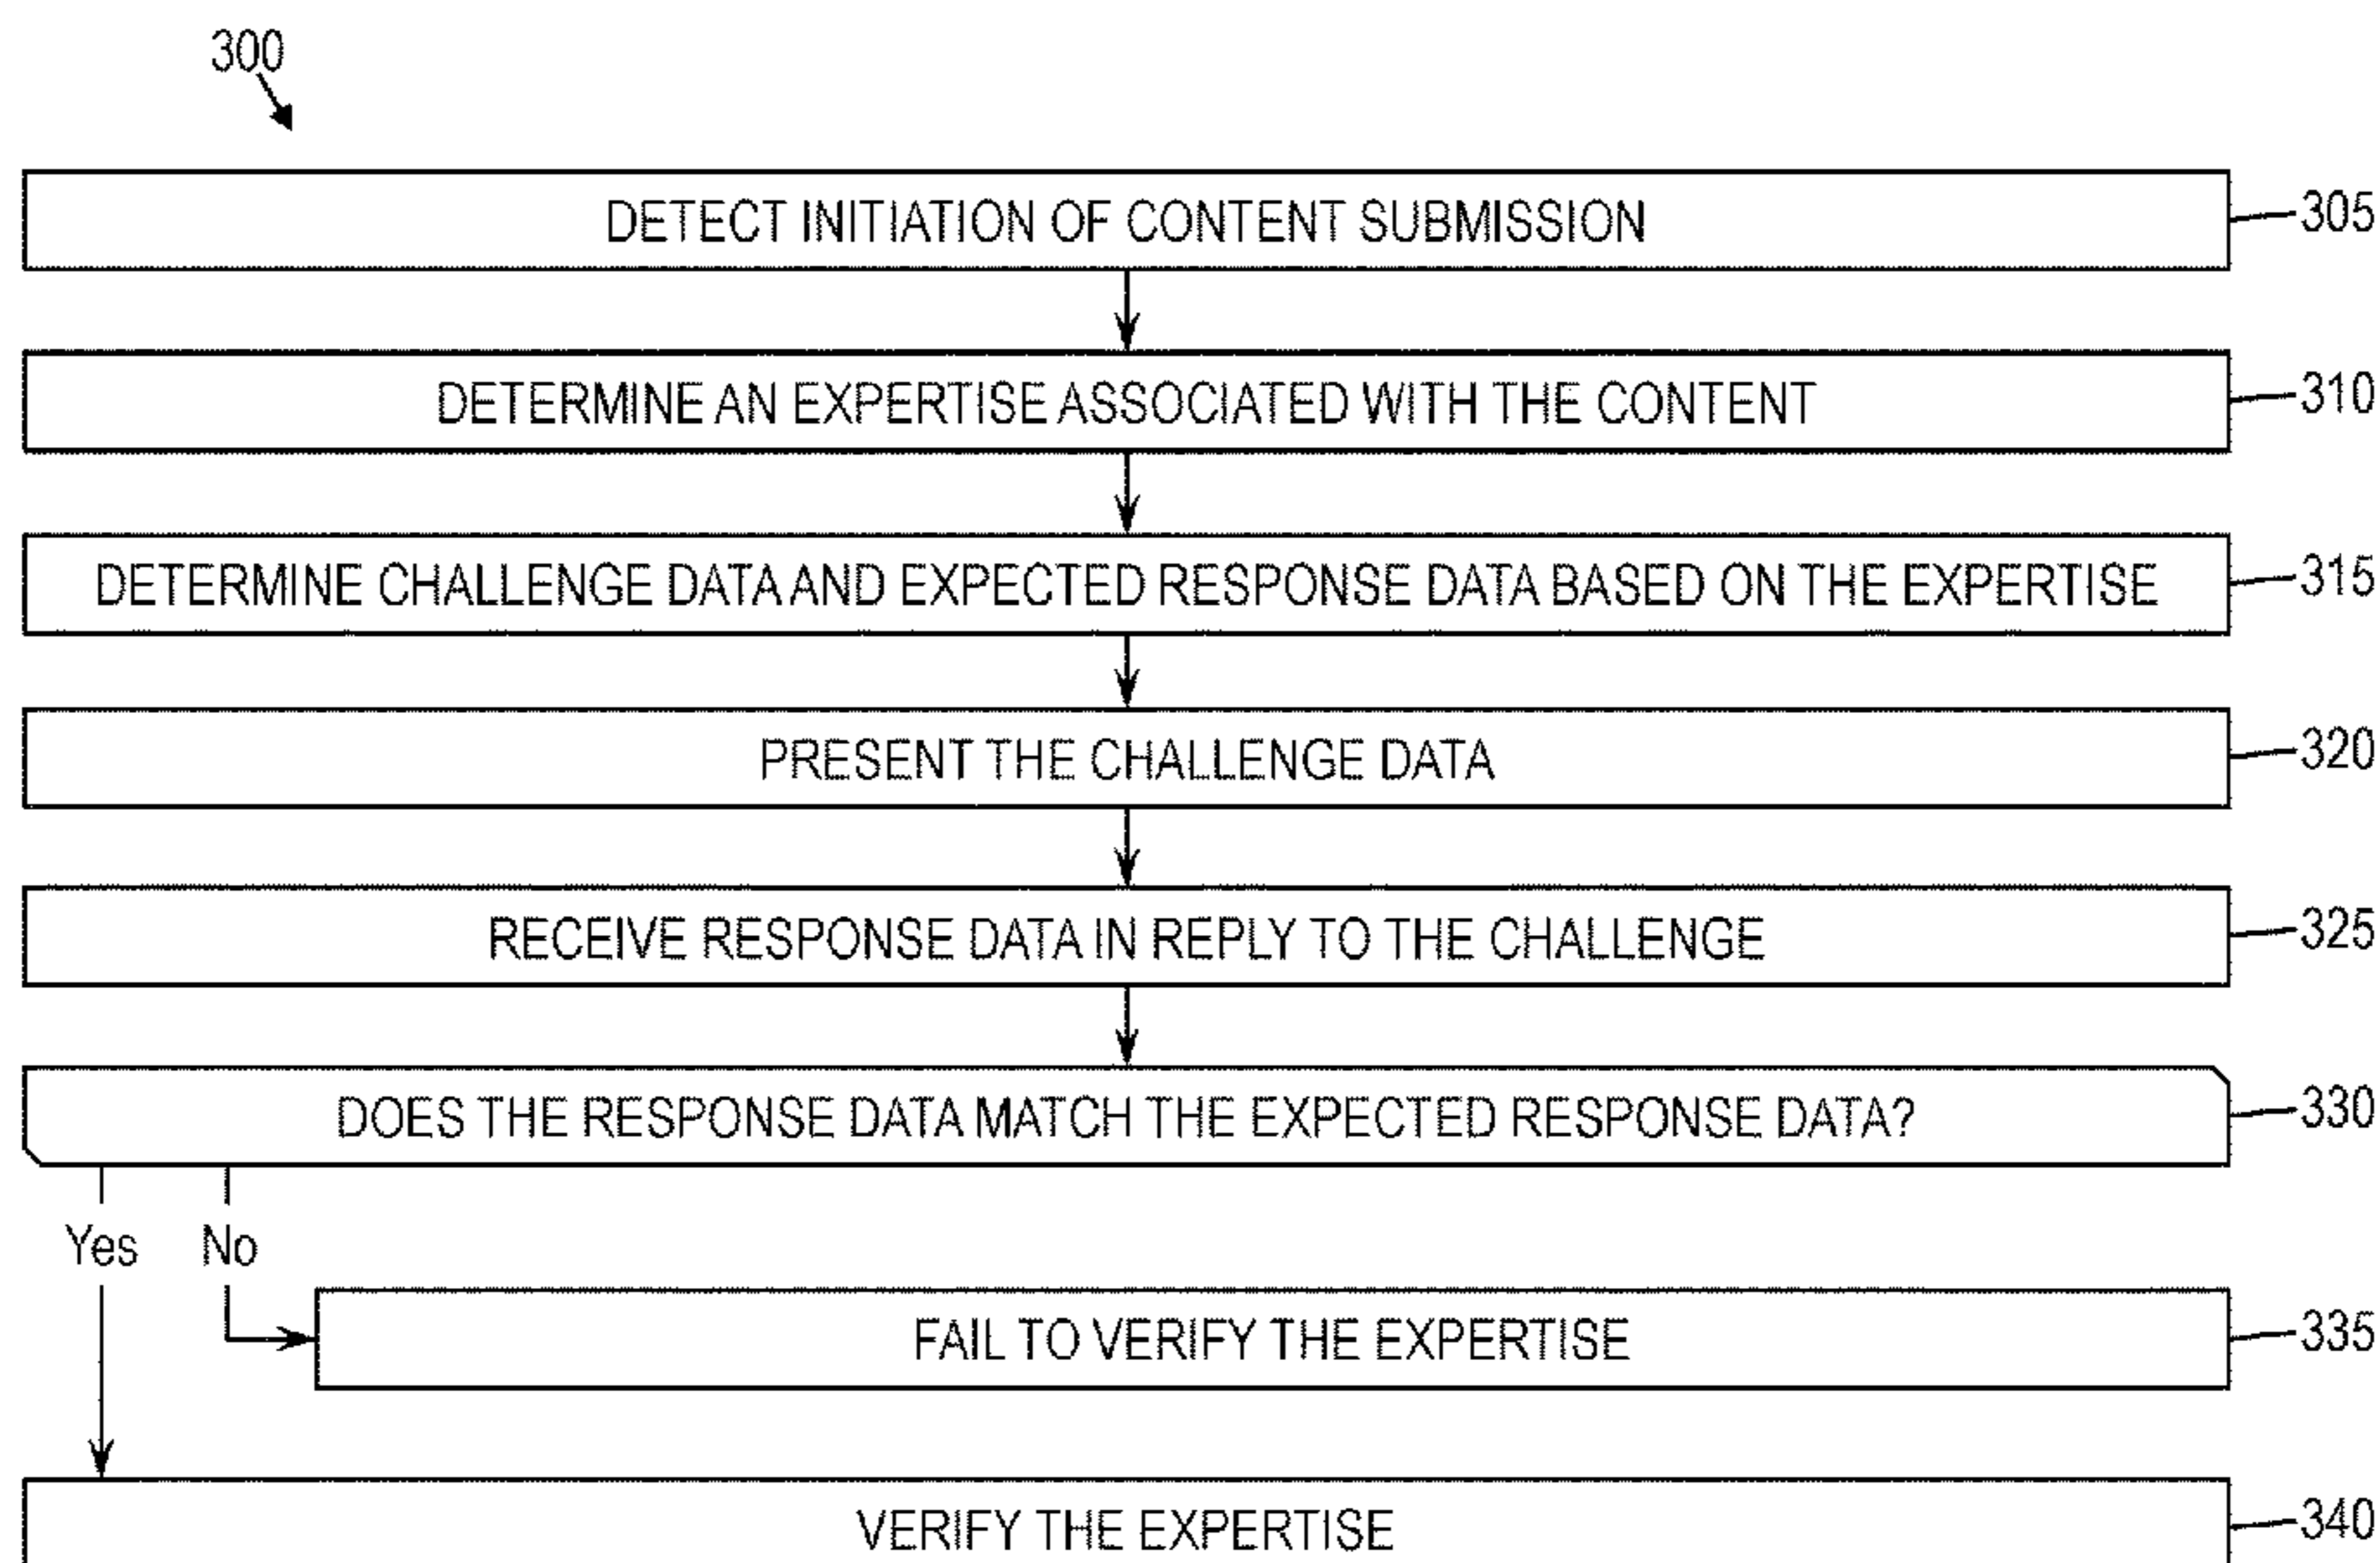 300
DETECT INITIATION OF CONTENT SUBMISSION
305
DETERMINE AN EXPERTISE ASSOCIATED WITH THE CONTENT
310
DETERMINE CHALLENGE DATA AND EXPECTED RESPONSE DATA BASED ON THE EXPERTISE
315
PRESENT THE CHALLENGE DATA
320
RECEIVE RESPONSE DATA IN REPLY TO THE CHALLENGE
325
DOES THE RESPONSE DATA MATCH THE EXPECTED RESPONSE DATA?
330
Yes
No
FAIL TO VERIFY THE EXPERTISE
335
VERIFY THE EXPERTISE
340